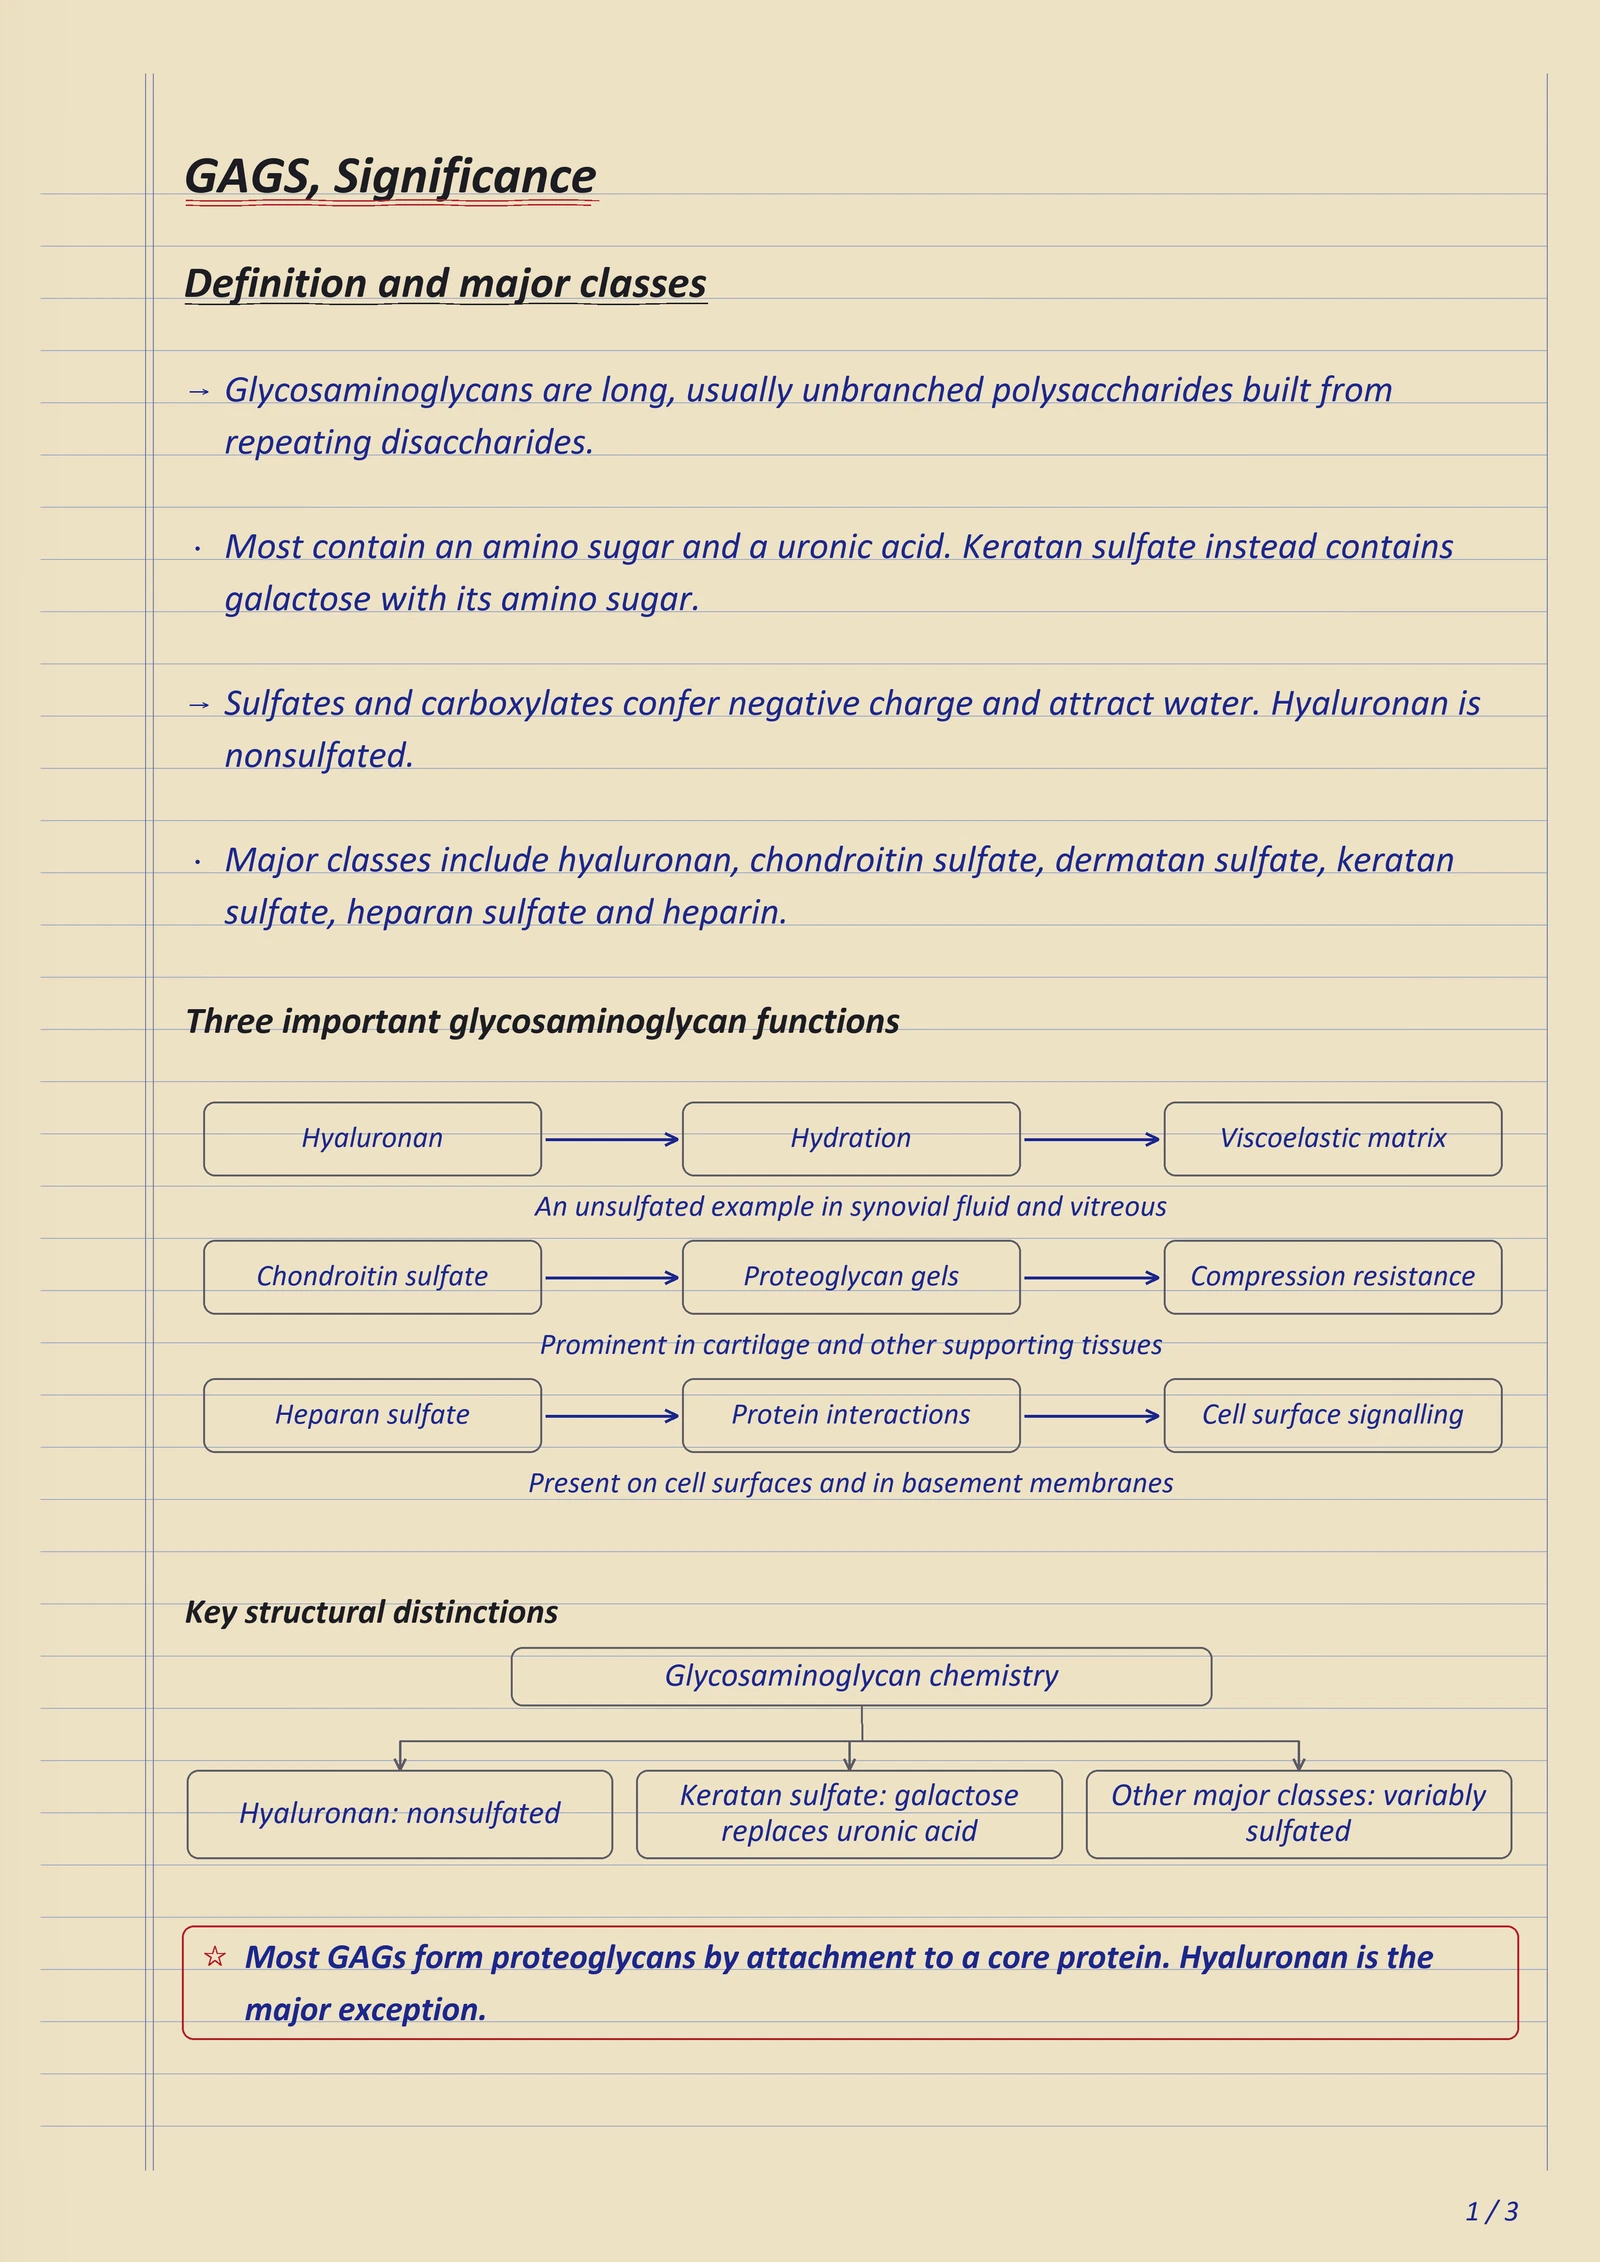 GAGS, Significance
Definition and major classes
→ Glycosaminoglycans are long, usually unbranched polysaccharides built from
repeating disaccharides.
· Most contain an amino sugar and a uronic acid. Keratan sulfate instead contains
galactose with its amino sugar.
→ Sulfates and carboxylates confer negative charge and attract water. Hyaluronan is
nonsulfated.
· Major classes include hyaluronan, chondroitin sulfate, dermatan sulfate, keratan
sulfate, heparan sulfate and heparin.
Three important glycosaminoglycan functions
Hyaluronan → Hydration → Viscoelastic matrix
An unsulfated example in synovial fluid and vitreous
Chondroitin sulfate → Proteoglycan gels → Compression resistance
Prominent in cartilage and other supporting tissues
Heparan sulfate → Protein interactions → Cell surface signalling
Present on cell surfaces and in basement membranes
Key structural distinctions
Glycosaminoglycan chemistry
Hyaluronan: nonsulfated
Keratan sulfate: galactose
replaces uronic acid
Other major classes: variably
sulfated
☆ Most GAGs form proteoglycans by attachment to a core protein. Hyaluronan is the
major exception.
1 / 3